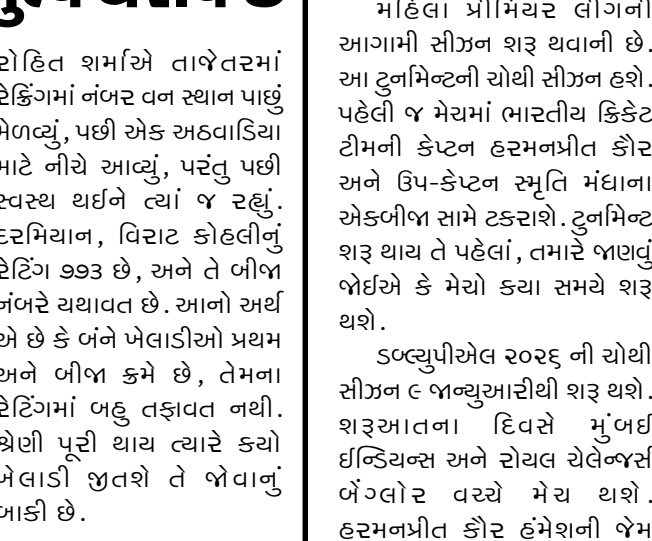 રોહિત શર્માએ તાજેતરમાં
રેંકિંગમાં નંબર વન સ્થાન પાછું
મેળવ્યું, પછી એક અઠવાડિયા
માટે નીચે આવ્યું, પરંતુ પછી
સ્વસ્થ થઈને ત્યાં જ રહ્યું.
દરમિયાન, વિરાટ કોહલીનું
રેટિંગ ૭૭૩ છે, અને તે બીજા
નંબરે યથાવત છે. આનો અર્થ
એ છે કે બંને ખેલાડીઓ પ્રથમ
અને બીજા ક્રમે છે, તેમના
રેટિંગમાં બહુ તફાવત નથી.
શ્રેણી પૂરી થાય ત્યારે કયો
ખેલાડી જીતશે તે જોવાનું
બાકી છે.
મહિલા પ્રીમિયર લીગની
આગામી સીઝન શરૂ થવાની છે.
આ ટુર્નામેન્ટની ચોથી સીઝન હશે.
પહેલી જ મેચમાં ભારતીય ક્રિકેટ
ટીમની કેપ્ટન હરમનપ્રીત કૌર
અને ઉપ-કેપ્ટન સ્મૃતિ મંધાના
એકબીજા સામે ટકરાશે. ટુર્નામેન્ટ
શરૂ થાય તે પહેલાં, તમારે જાણવું
જોઈએ કે મેચો કયા સમયે શરૂ
થશે.
ડબ્લ્યુપીએલ ૨૦૨૬ ની ચોથી
સીઝન ૯ જાન્યુઆરીથી શરૂ થશે.
શરૂઆતના દિવસે મુંબઈ
ઈન્ડિયન્સ અને રોયલ ચેલેન્જર્સ
બેંગ્લોર વચ્ચે મેચ થશે.
હરમનપ્રીત કૌર હંમેશની જેમ